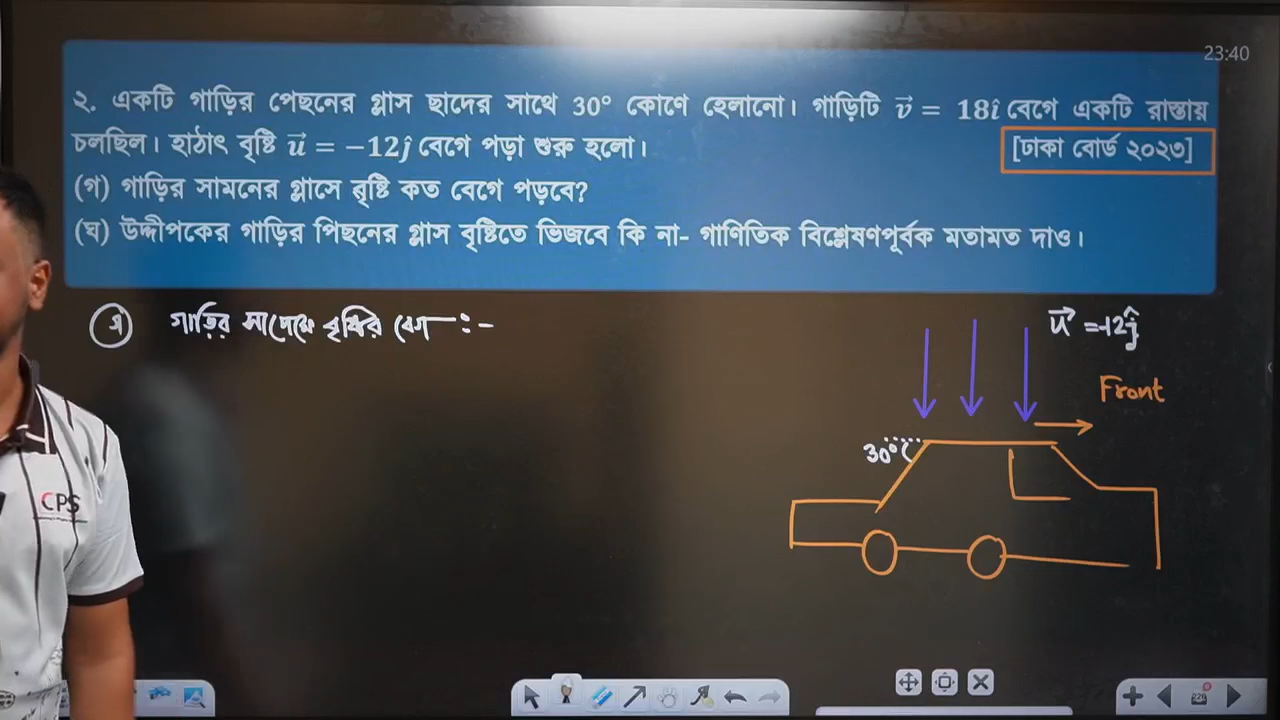 23:40
২. একটি গাড়ির পেছনের গ্লাস ছাদের সাথে 30° কোণে হেলানো। গাড়িটি v⃗ = 18î বেগে একটি রাস্তায়
চলছিল। হাঠাৎ বৃষ্টি u⃗ = −12ĵ বেগে পড়া শুরু হলো।
[ঢাকা বোর্ড ২০২৩]
(গ) গাড়ির সামনের গ্লাসে বৃষ্টি কত বেগে পড়বে?
(ঘ) উদ্দীপকের গাড়ির পিছনের গ্লাস বৃষ্টিতে ভিজবে কি না- গাণিতিক বিশ্লেষণপূর্বক মতামত দাও।
গাড়ির সাপেক্ষে বৃষ্টির বেগ :-
u⃗ = -12ĵ
Front
30°
CPS